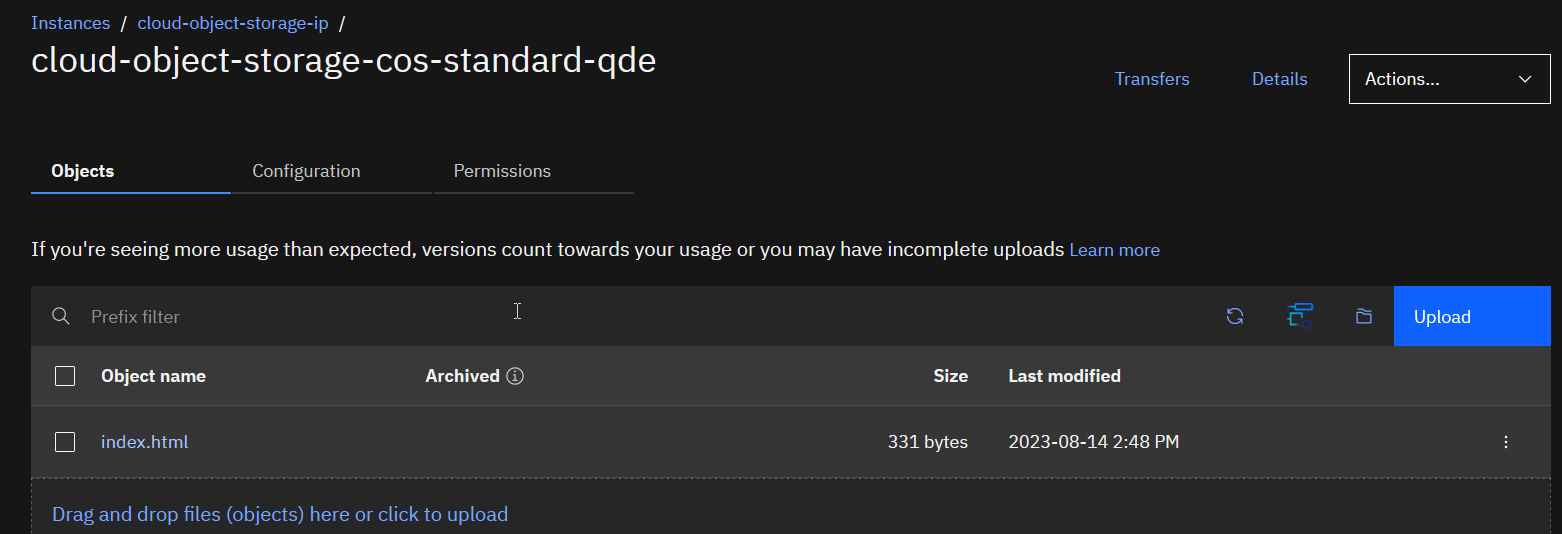 Instances / cloud-object-storage-ip /
cloud-object-storage-cos-standard-qde
Transfers Details Actions...
Objects Configuration Permissions
If you're seeing more usage than expected, versions count towards your usage or you may have incomplete uploads Learn more
Prefix filter Upload
Object name Archived Size Last modified
index.html 331 bytes 2023-08-14 2:48 PM
Drag and drop files (objects) here or click to upload